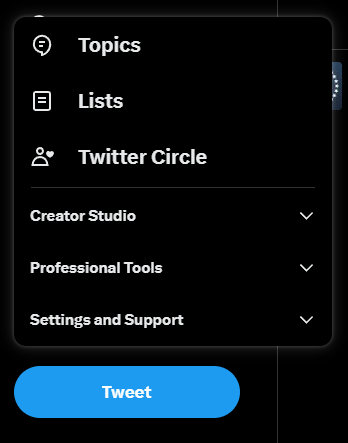 Topics
Lists
Twitter Circle
Creator Studio
Professional Tools
Settings and Support
Tweet